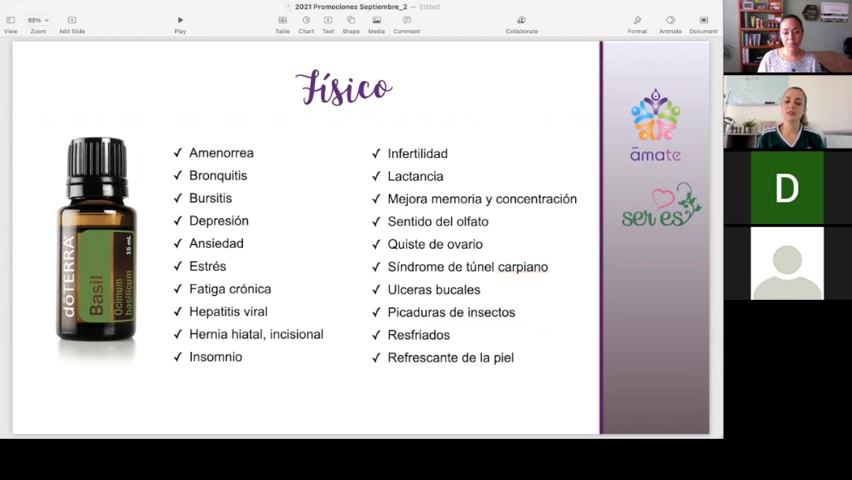 2021 Promociones Septiembre_2 — Edited
View
69%
Zoom
Add Slide
Play
Table
Chart
Text
Shape
Media
Comment
Collaborate
Format
Animate
Document
Físico
✓ Amenorrea
✓ Bronquitis
✓ Bursitis
✓ Depresión
✓ Ansiedad
✓ Estrés
✓ Fatiga crónica
✓ Hepatitis viral
✓ Hernia hiatal, incisional
✓ Insomnio
✓ Infertilidad
✓ Lactancia
✓ Mejora memoria y concentración
✓ Sentido del olfato
✓ Quiste de ovario
✓ Síndrome de túnel carpiano
✓ Ulceras bucales
✓ Picaduras de insectos
✓ Resfriados
✓ Refrescante de la piel
dōTERRA
Basil
Ocimum
basilicum
15 mL
āmate
ser es
D